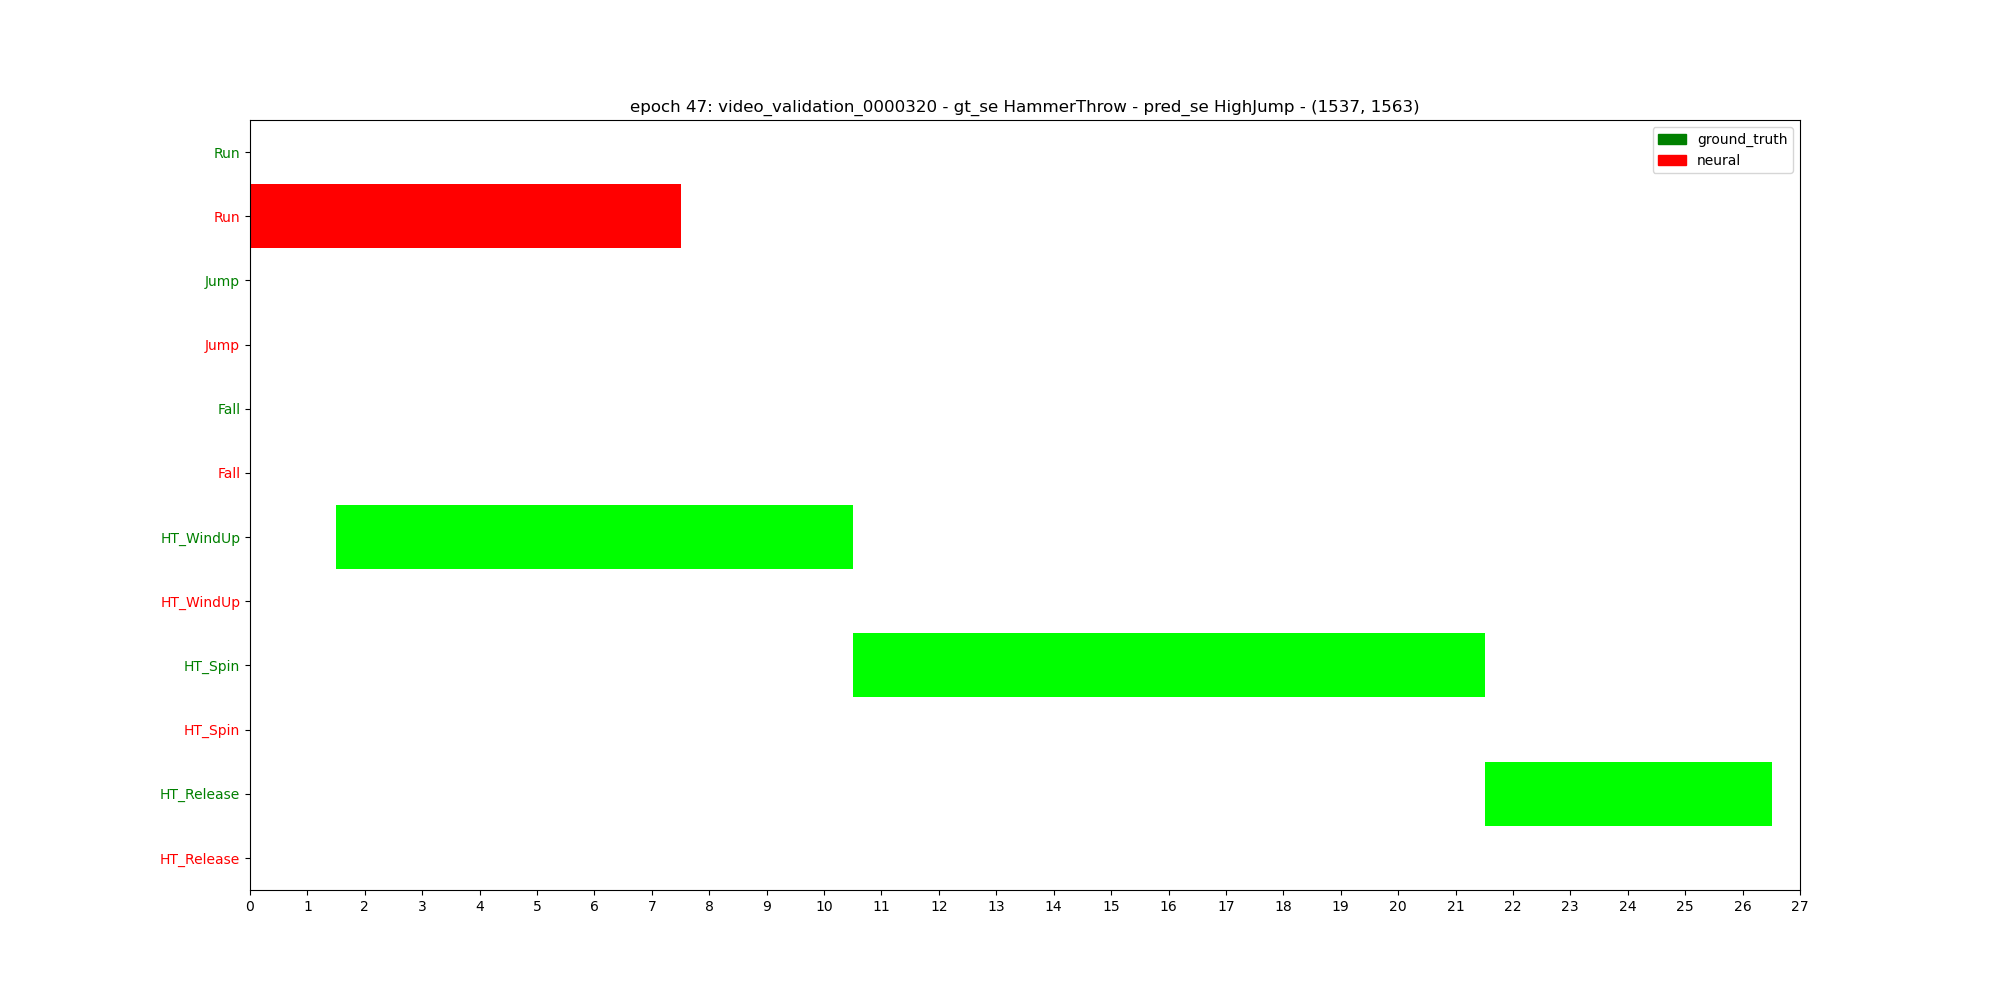 epoch 47: video_validation_0000320 - gt_se HammerThrow - pred_se HighJump - (1537, 1563)
ground_truth
neural
Run
Run
Jump
Jump
Fall
Fall
HT_WindUp
HT_WindUp
HT_Spin
HT_Spin
HT_Release
HT_Release
0 1 2 3 4 5 6 7 8 9 10 11 12 13 14 15 16 17 18 19 20 21 22 23 24 25 26 27